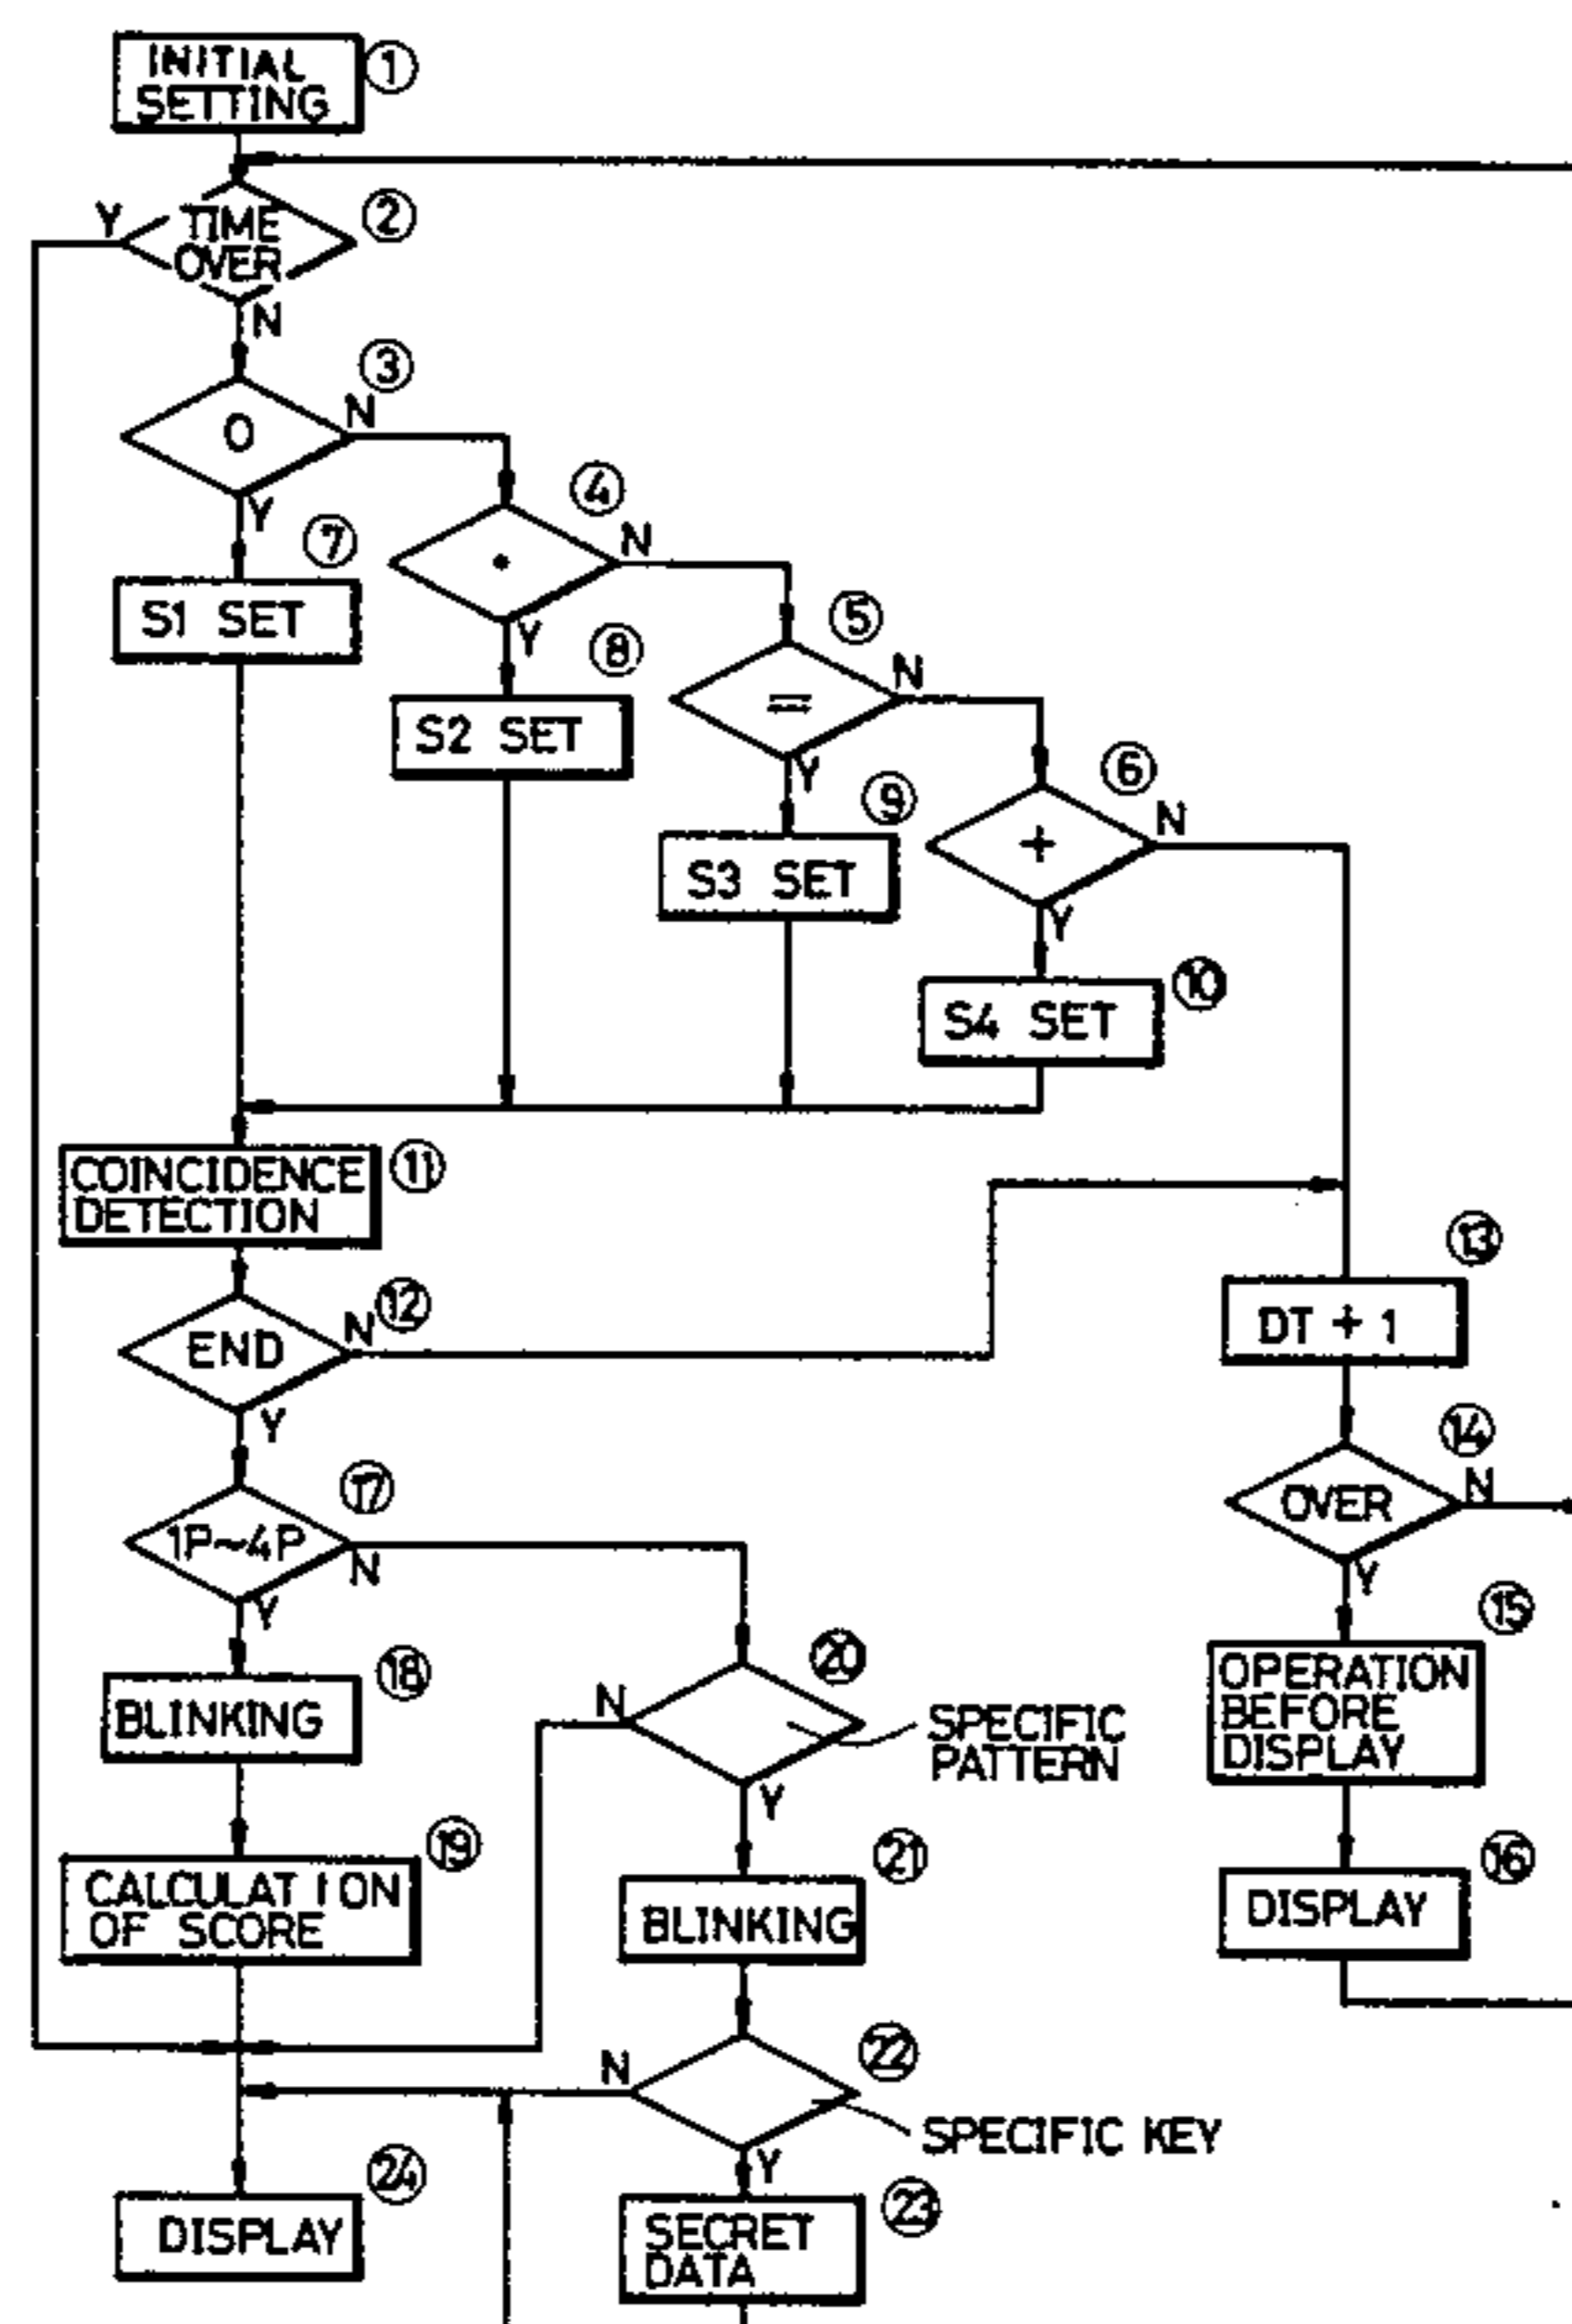 INITIAL
SETTING
①
Y
TIME
OVER
②
N
③
0
N
Y
④
•
N
⑦
S1 SET
Y
⑧
⑤
=
N
S2 SET
Y
⑨
⑥
+
N
S3 SET
Y
⑩
S4 SET
COINCIDENCE
DETECTION
⑪
⑬
DT + 1
END
N
⑫
Y
⑭
OVER
N
⑰
1P~4P
N
Y
Y
⑮
OPERATION
BEFORE
DISPLAY
⑱
BLINKING
⑳
N
SPECIFIC
PATTERN
Y
⑲
CALCULATION
OF SCORE
㉑
BLINKING
⑯
DISPLAY
㉒
N
SPECIFIC KEY
Y
㉔
DISPLAY
㉓
SECRET
DATA